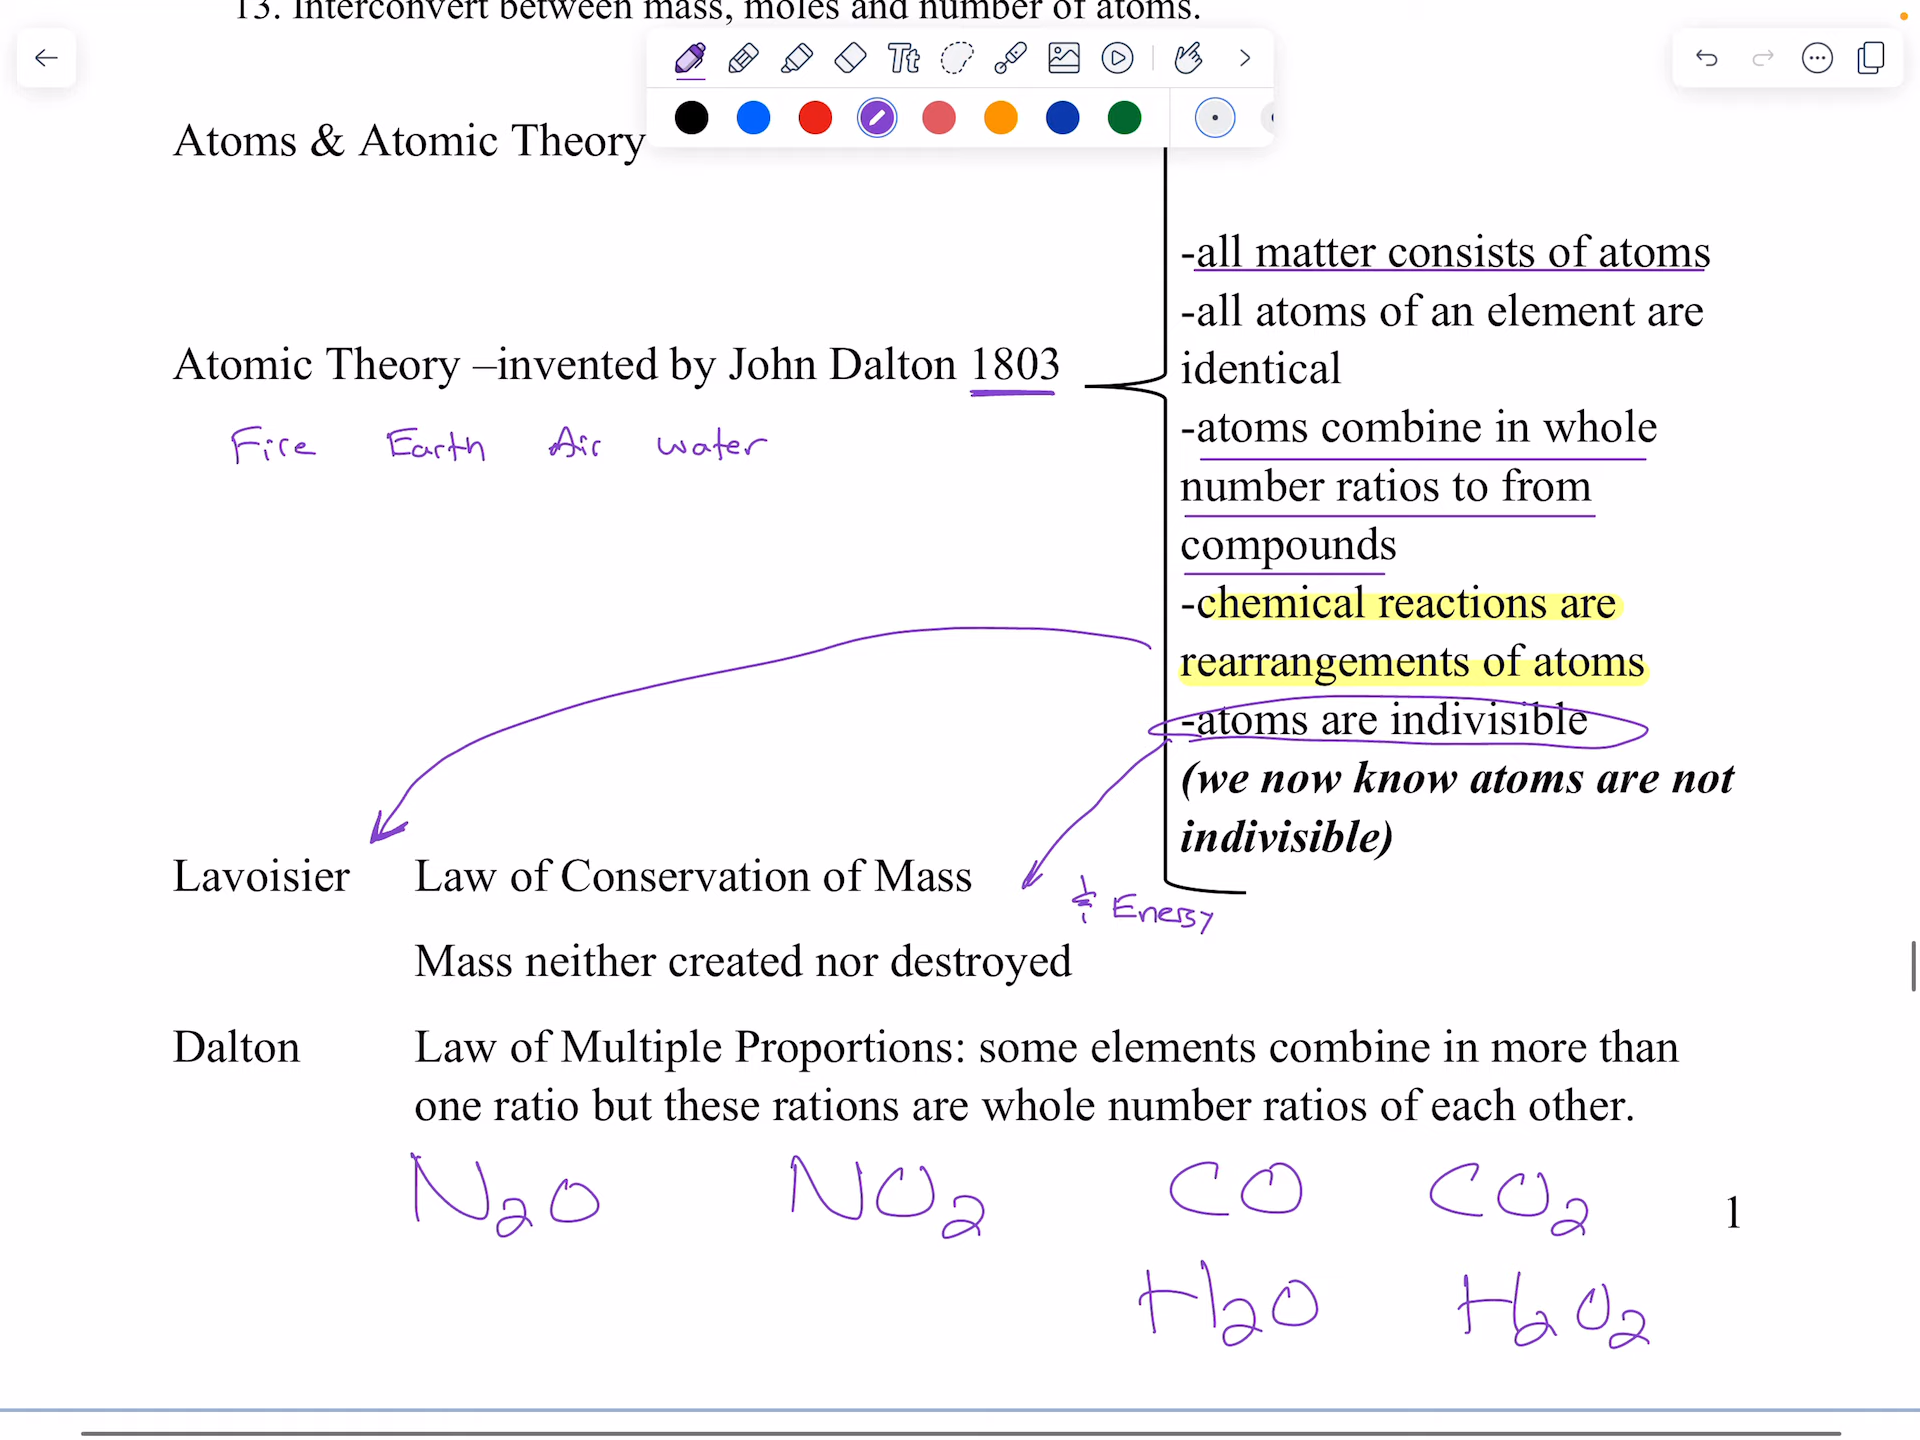 13. Interconvert between mass, moles and number of atoms.
Tt
Atoms & Atomic Theory
-all matter consists of atoms
-all atoms of an element are
identical
Atomic Theory –invented by John Dalton 1803
Fire Earth Air water
-atoms combine in whole
number ratios to from
compounds
-chemical reactions are
rearrangements of atoms
-atoms are indivisible
(we now know atoms are not
indivisible)
Lavoisier Law of Conservation of Mass
& Energy
Mass neither created nor destroyed
Dalton Law of Multiple Proportions: some elements combine in more than
one ratio but these rations are whole number ratios of each other.
N₂O NO₂ CO CO₂
1
H₂O H₂O₂